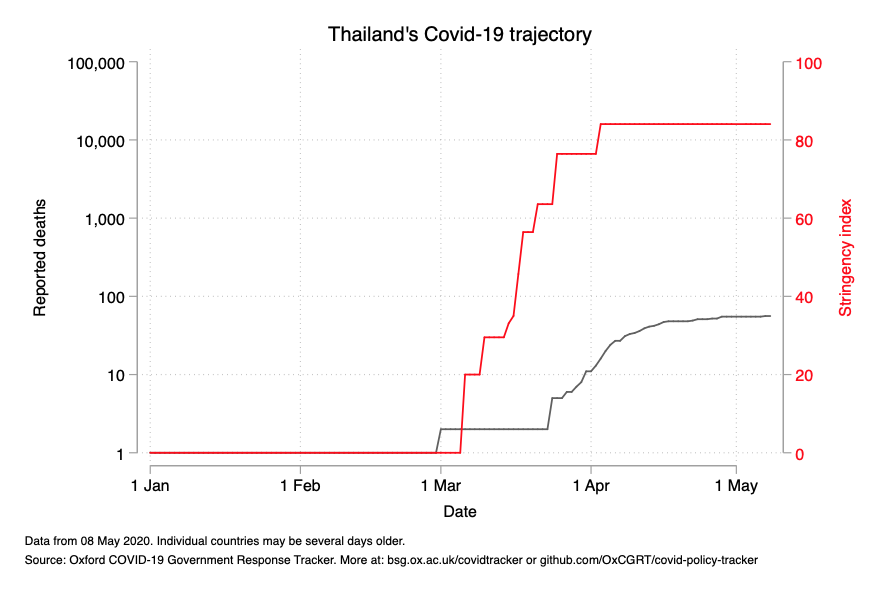 Thailand's Covid-19 trajectory
100,000
10,000
1,000
100
10
1
Reported deaths
100
80
60
40
20
0
Stringency index
1 Jan
1 Feb
1 Mar
1 Apr
1 May
Date
Data from 08 May 2020. Individual countries may be several days older.
Source: Oxford COVID-19 Government Response Tracker. More at: bsg.ox.ac.uk/covidtracker or github.com/OxCGRT/covid-policy-tracker